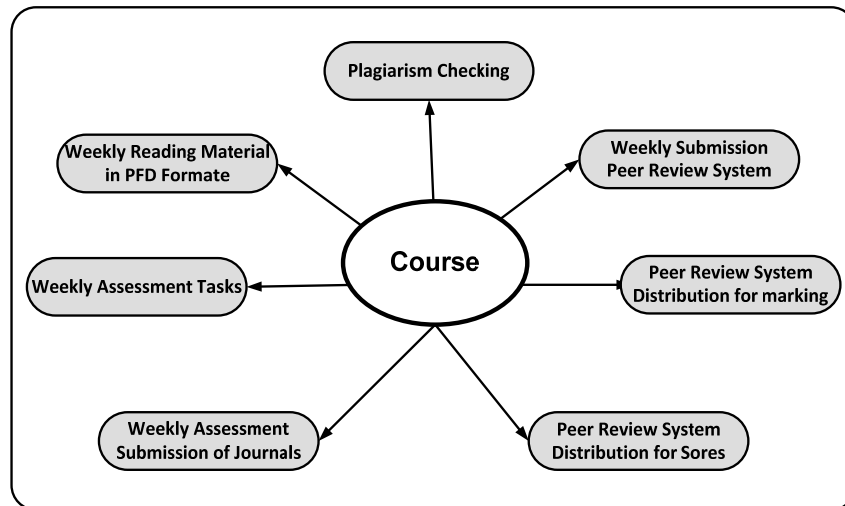 Plagiarism Checking
Weekly Reading Material
in PFD Formate
Weekly Submission
Peer Review System
Course
Weekly Assessment Tasks
Peer Review System
Distribution for marking
Weekly Assessment
Submission of Journals
Peer Review System
Distribution for Sores